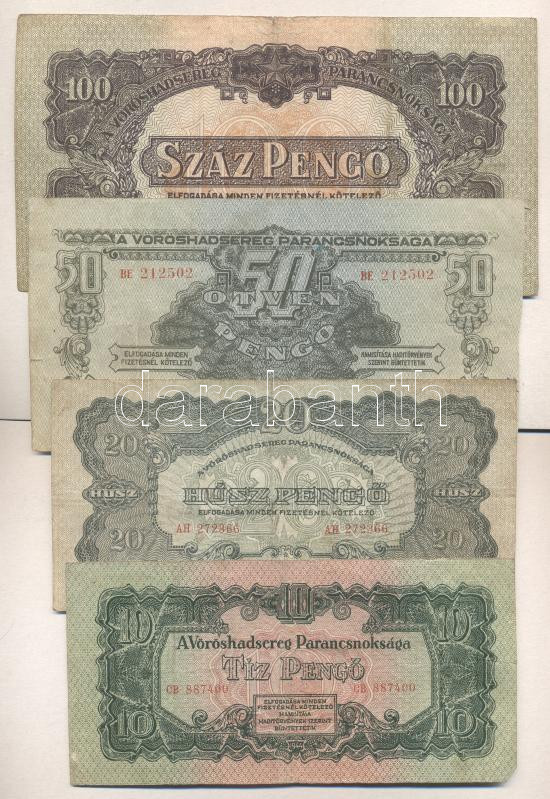 100 100
A VÖRÖSHADSEREG PARANCSNOKSÁGA
SZÁZ PENGŐ
ELFOGADÁSA MINDEN FIZETÉSNÉL KÖTELEZŐ
A VÖRÖSHADSEREG PARANCSNOKSÁGA
50 50 50
BE 212502 BE 212502
ÖTVEN
PENGŐ
ELFOGADÁSA MINDEN
FIZETÉSNÉL KÖTELEZŐ
HAMISÍTÁSA HADITÖRVÉNYEK
SZERINT BÜNTETTETIK
darabanth
20
20 20
A VÖRÖSHADSEREG PARANCSNOKSÁGA
HÚSZ HÚSZ PENGŐ HÚSZ
ELFOGADÁSA MINDEN FIZETÉSNÉL KÖTELEZŐ
AH 272366 AH 272366
20 20
10 10 10
A Vöröshadsereg Parancsnoksága
TÍZ PENGŐ
CB 887400 CB 887400
ELFOGADÁSA MINDEN
FIZETÉSNÉL KÖTELEZŐ
HAMISÍTÁSA
HADITÖRVÉNYEK SZERINT
BÜNTETTETIK
10 10